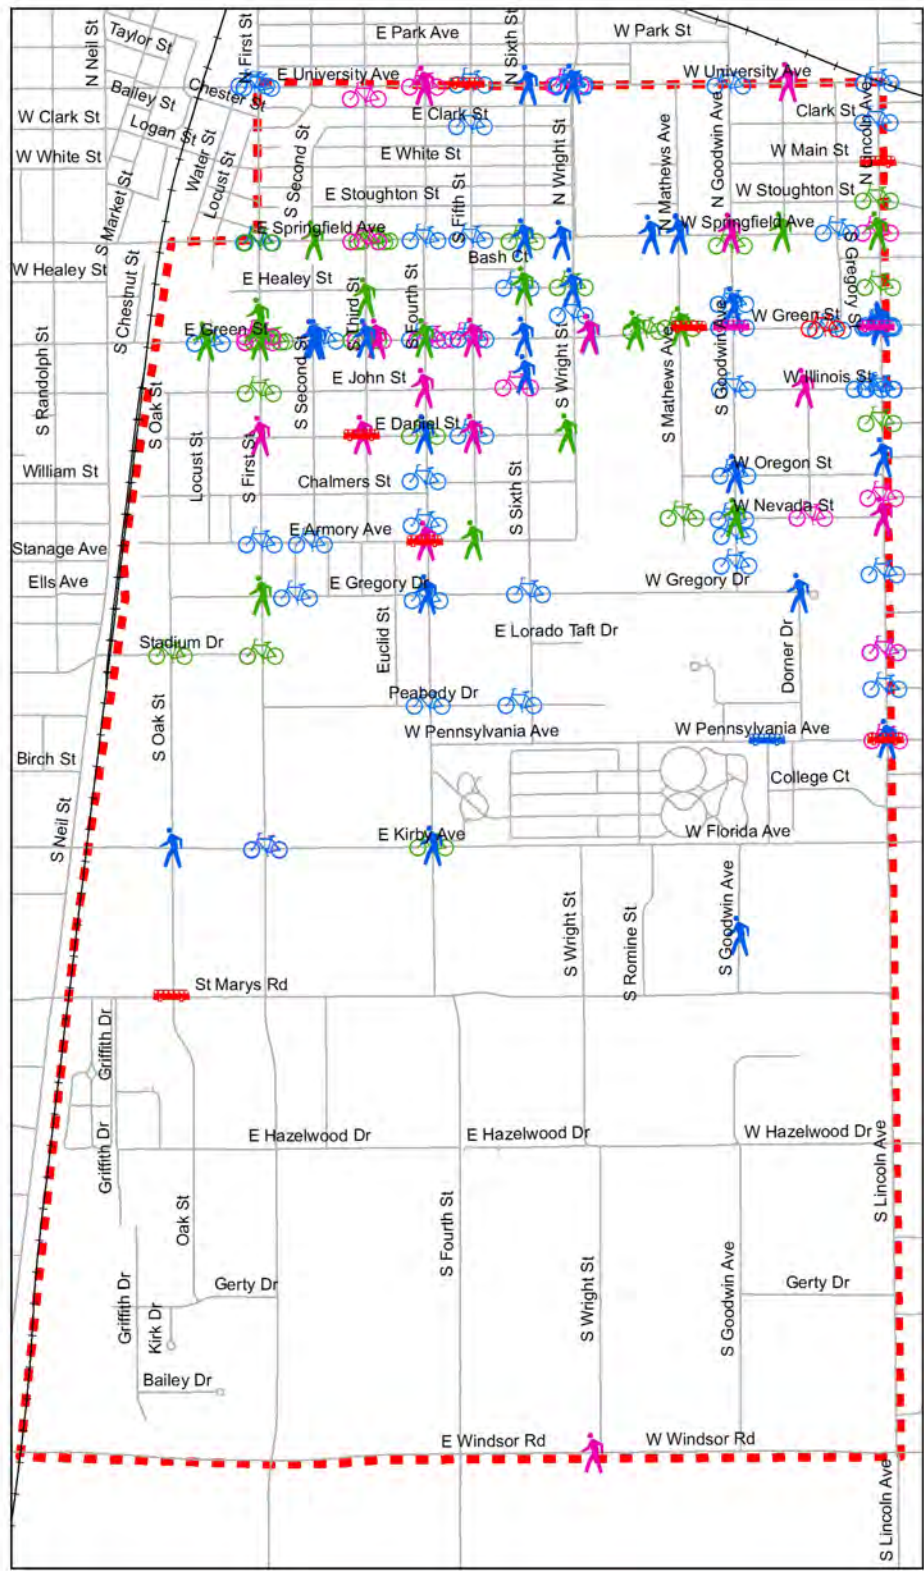 Taylor St
N Neil St
N First St
E Park Ave
N Sixth St
W Park St
Bailey St
Chester St
E University Ave
W University Ave
W Clark St
Logan St
Water St
E Clark St
Clark St
N Lincoln Ave
W White St
Locust St
S Second St
E White St
N Wright St
N Mathews Ave
N Goodwin Ave
W Main St
S Market St
E Stoughton St
S Fifth St
W Stoughton St
E Springfield Ave
W Springfield Ave
W Healey St
S Chestnut St
E Healey St
Bash Ct
S Gregory St
S Third St
S Fourth St
E Green St
W Green St
S Randolph St
S Oak St
S Second St
E John St
S Wright St
S Mathews Ave
S Goodwin Ave
W Illinois St
Locust St
S First St
E Daniel St
William St
Chalmers St
S Sixth St
W Oregon St
W Nevada St
Stanage Ave
E Armory Ave
Ells Ave
E Gregory Dr
W Gregory Dr
Euclid St
E Lorado Taft Dr
Stadium Dr
Dorner Dr
S Oak St
Peabody Dr
W Pennsylvania Ave
W Pennsylvania Ave
Birch St
College Ct
S Neil St
E Kirby Ave
W Florida Ave
S Wright St
S Romine St
S Goodwin Ave
St Marys Rd
Griffith Dr
Griffith Dr
E Hazelwood Dr
E Hazelwood Dr
W Hazelwood Dr
S Lincoln Ave
Oak St
S Fourth St
Griffith Dr
Kirk Dr
Gerty Dr
S Wright St
S Goodwin Ave
Gerty Dr
Bailey Dr
E Windsor Rd
W Windsor Rd
S Lincoln Ave